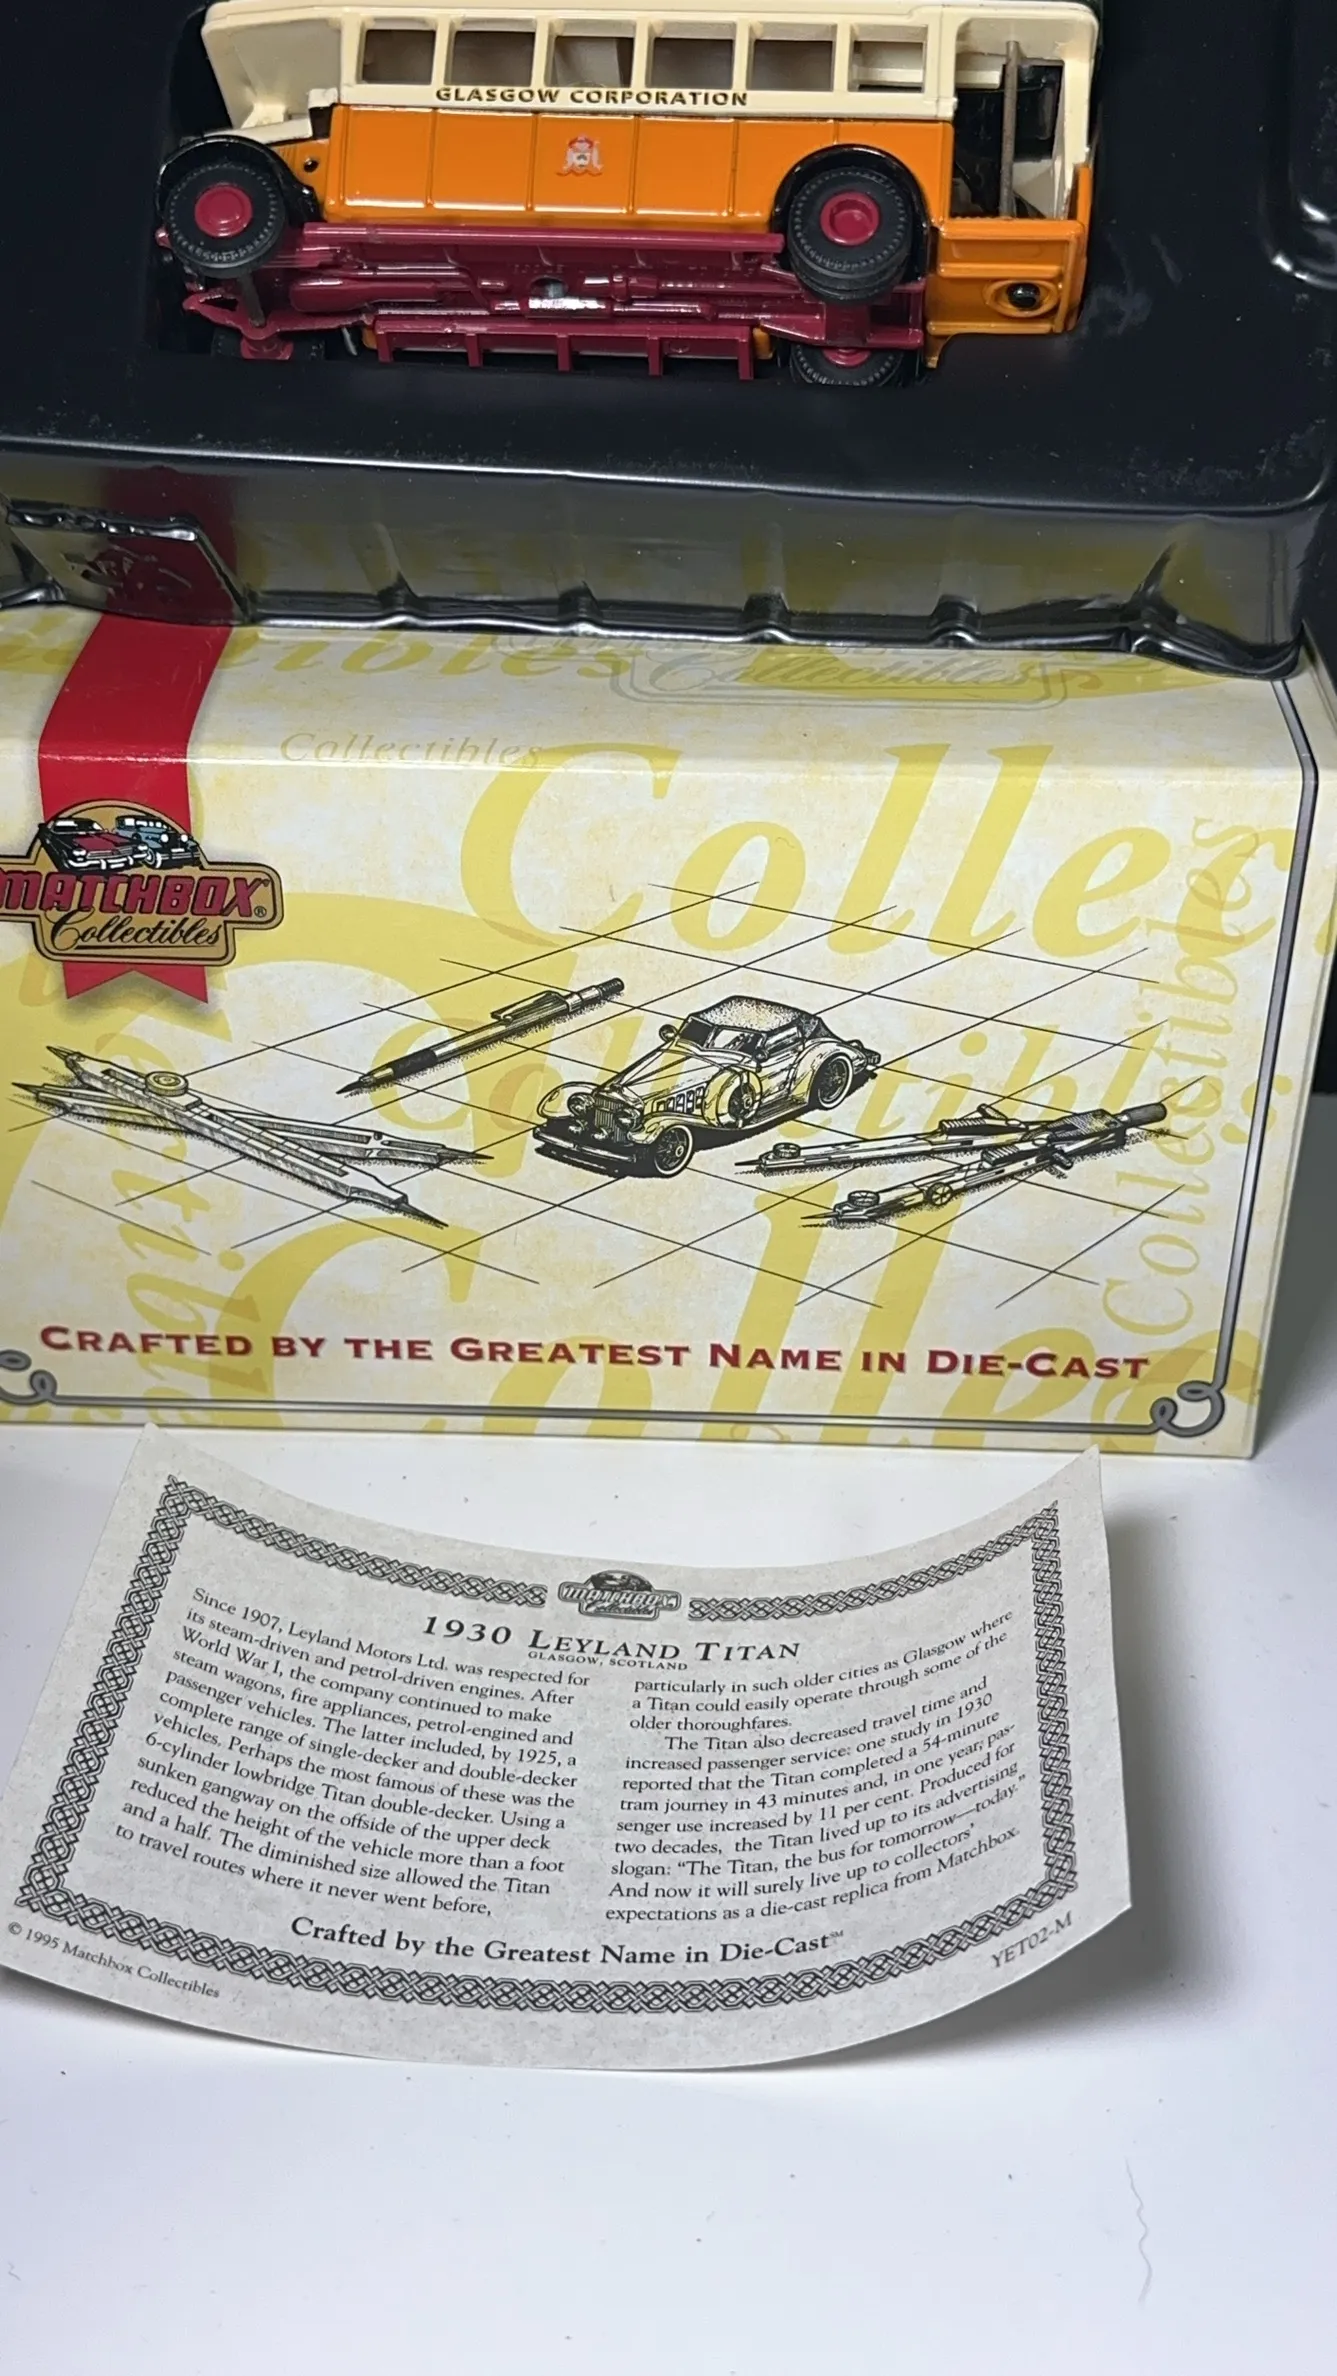 GLASGOW CORPORATION
Collectibles
Collectibles
MATCHBOX®
Collectibles
Collec
Collectibles
Collectibles
CRAFTED BY THE GREATEST NAME IN DIE-CAST
MATCHBOX
Collectibles
1930 LEYLAND TITAN
GLASGOW, SCOTLAND
Since 1907, Leyland Motors Ltd. was respected for
its steam-driven and petrol-driven engines. After
World War I, the company continued to make
steam wagons, fire appliances, petrol-engined and
passenger vehicles. The latter included, by 1925, a
complete range of single-decker and double-decker
vehicles. Perhaps the most famous of these was the
6-cylinder lowbridge Titan double-decker. Using a
sunken gangway on the offside of the upper deck
reduced the height of the vehicle more than a foot
and a half. The diminished size allowed the Titan
to travel routes where it never went before,
particularly in such older cities as Glasgow where
a Titan could easily operate through some of the
older thoroughfares.
The Titan also decreased travel time and
increased passenger service: one study in 1930
reported that the Titan completed a 54-minute
tram journey in 43 minutes and, in one year, pas-
senger use increased by 11 per cent. Produced for
two decades, the Titan lived up to its advertising
slogan: “The Titan, the bus for tomorrow—today.”
And now it will surely live up to collectors’
expectations as a die-cast replica from Matchbox.
Crafted by the Greatest Name in Die-Cast℠
© 1995 Matchbox Collectibles
YET02-M